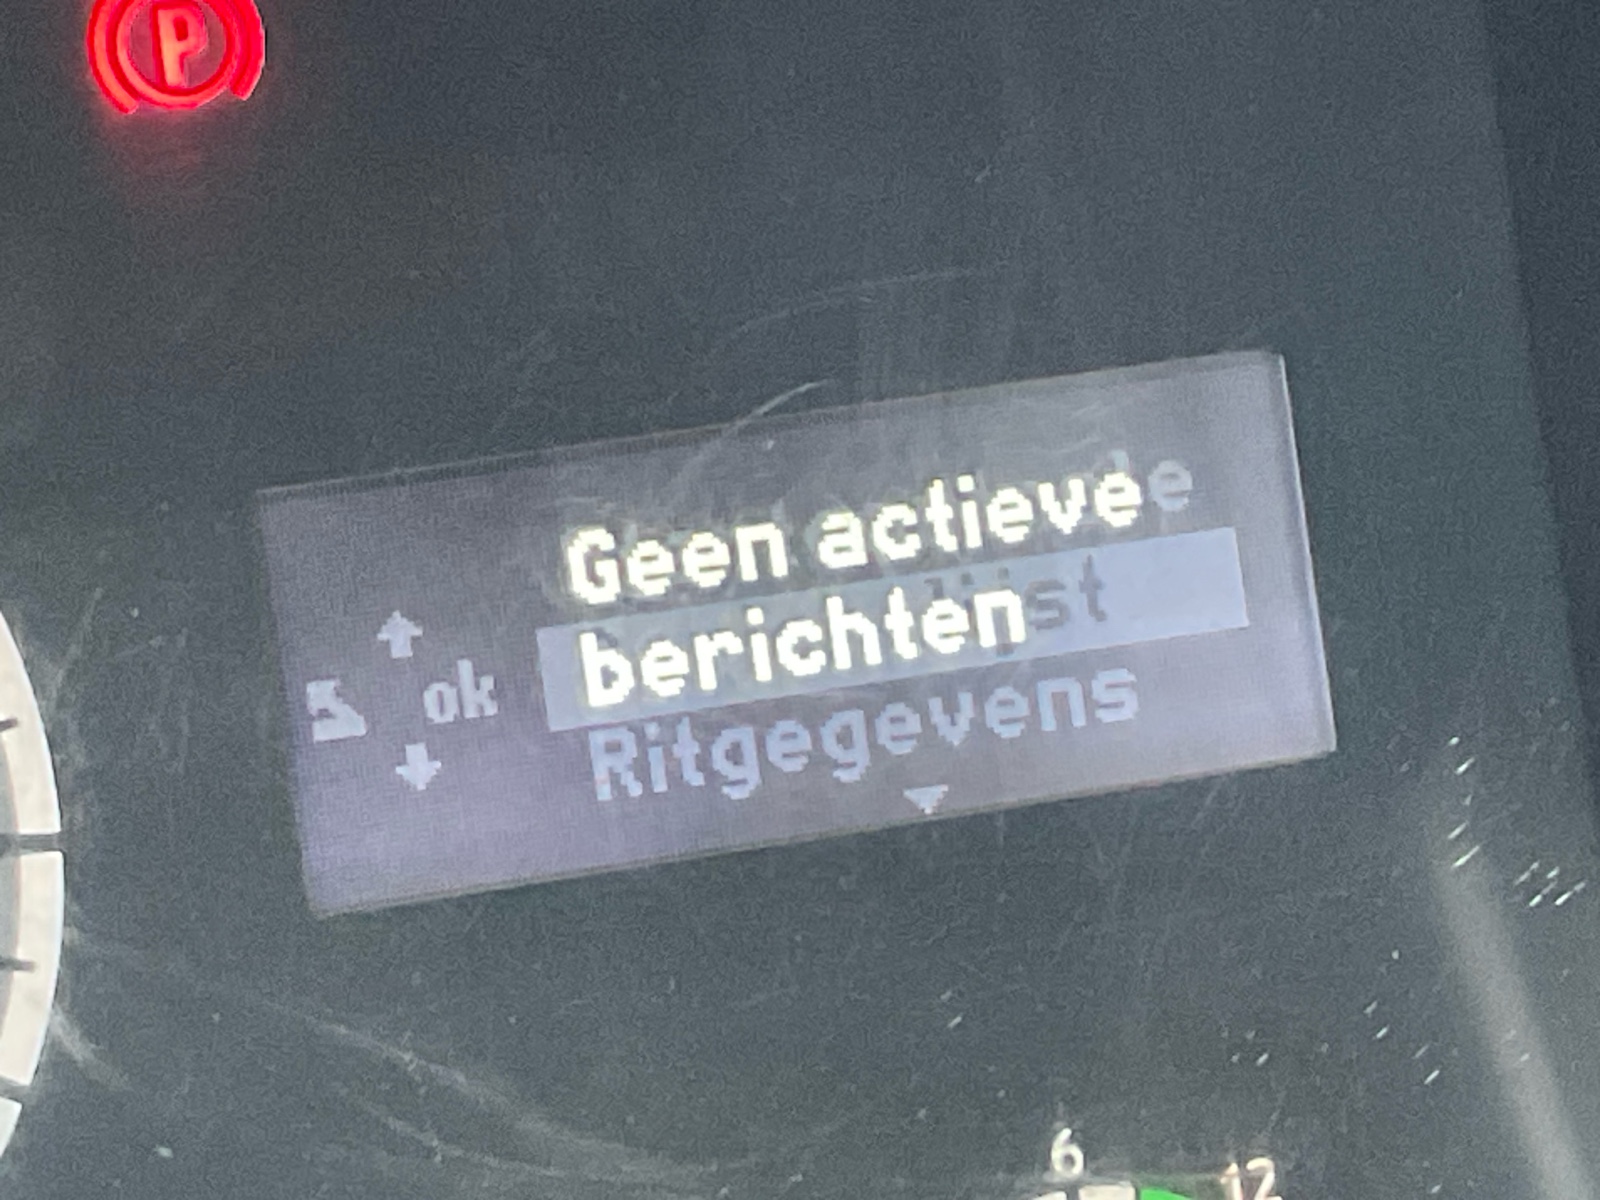 P
Geen actieve
berichten
ok
Ritgegevens
6
12